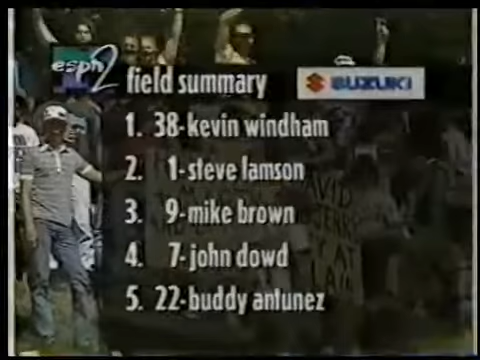 espn2
field summary
SUZUKI
1. 38-kevin windham
2. 1-steve lamson
3. 9-mike brown
4. 7-john dowd
5. 22-buddy antunez